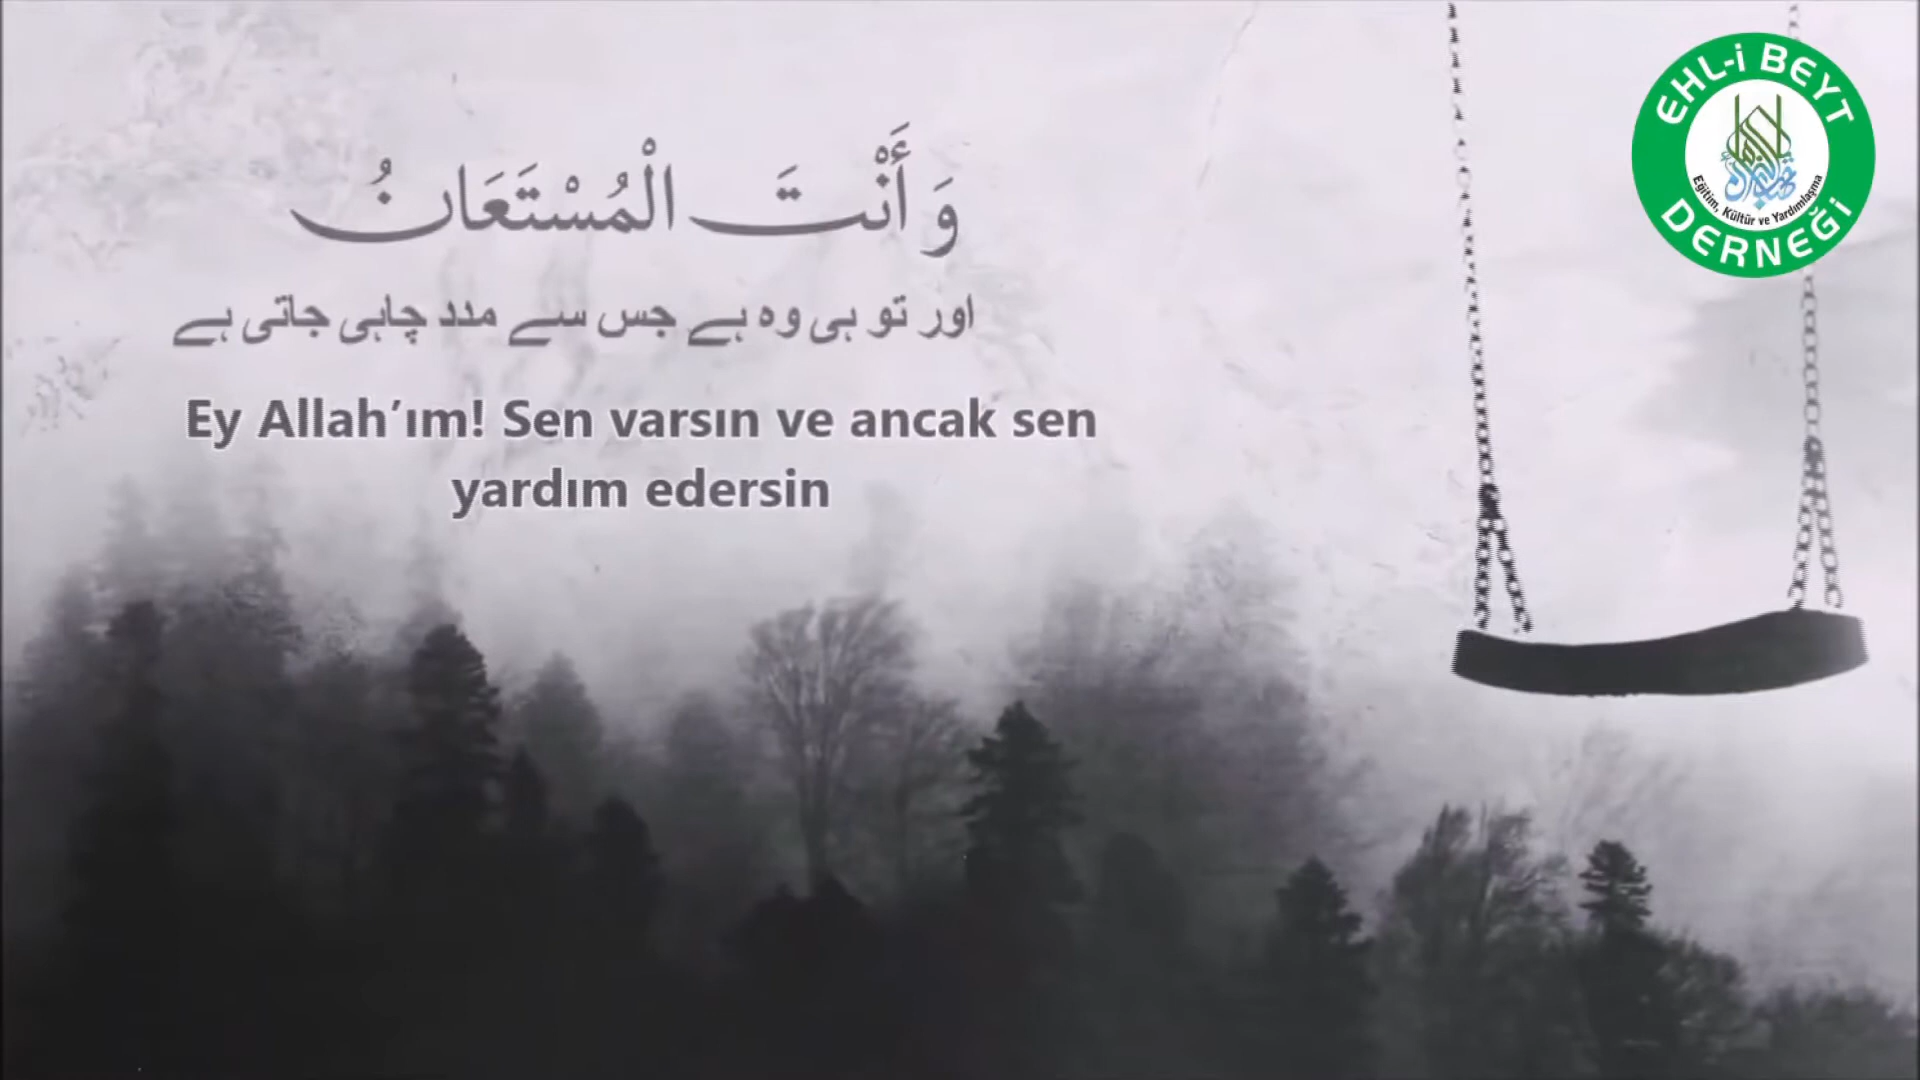 وَ أَنْتَ الْمُسْتَعَانُ
اور تو ہی وہ ہے جس سے مدد چاہی جاتی ہے
Ey Allah’ım! Sen varsın ve ancak sen
yardım edersin
EHL-İ BEYT
Eğitim, Kültür ve Yardımlaşma
DERNEĞİ